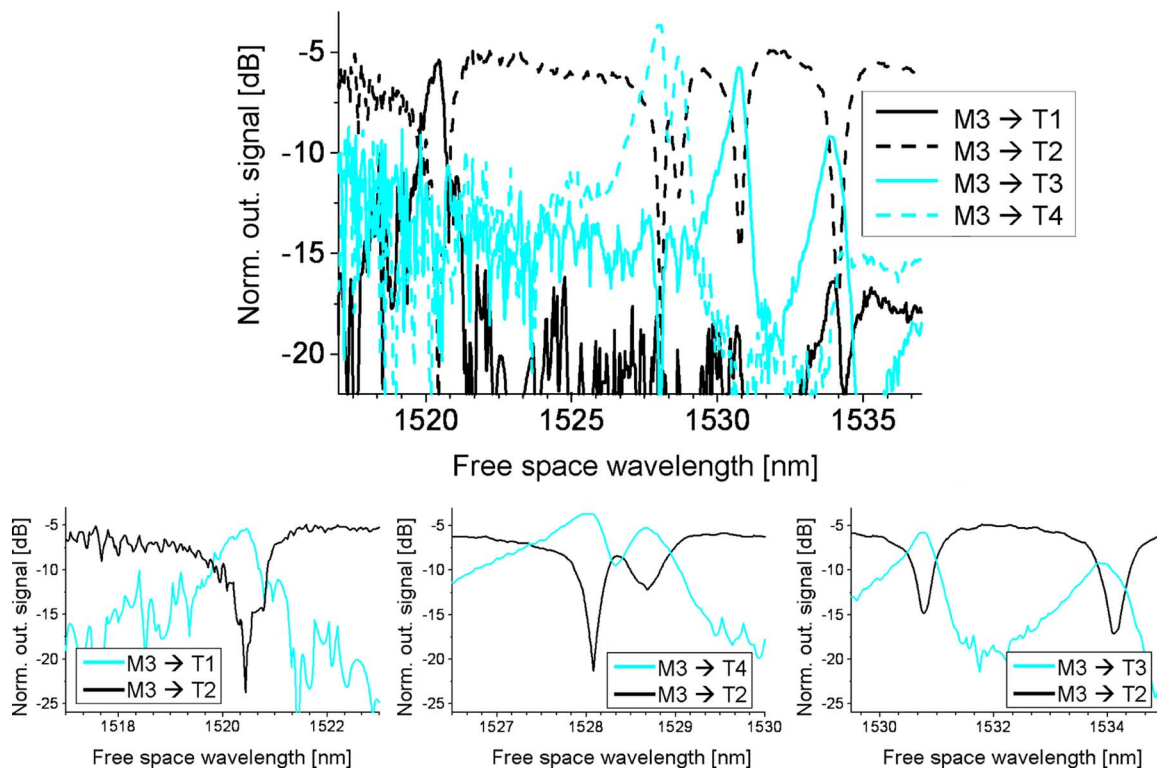 Norm. out. signal [dB]
-5
-10
-15
-20
1520 1525 1530 1535
Free space wavelength [nm]
M3 → T1
M3 → T2
M3 → T3
M3 → T4
Norm. out. signal [dB]
-5
-10
-15
-20
-25
M3 → T1
M3 → T2
1518 1520 1522
Free space wavelength [nm]
Norm. out. signal [dB]
-5
-10
-15
-20
-25
M3 → T4
M3 → T2
1527 1528 1529 1530
Free space wavelength [nm]
Norm. out. signal [dB]
-5
-10
-15
-20
-25
M3 → T3
M3 → T2
1530 1532 1534
Free space wavelength [nm]